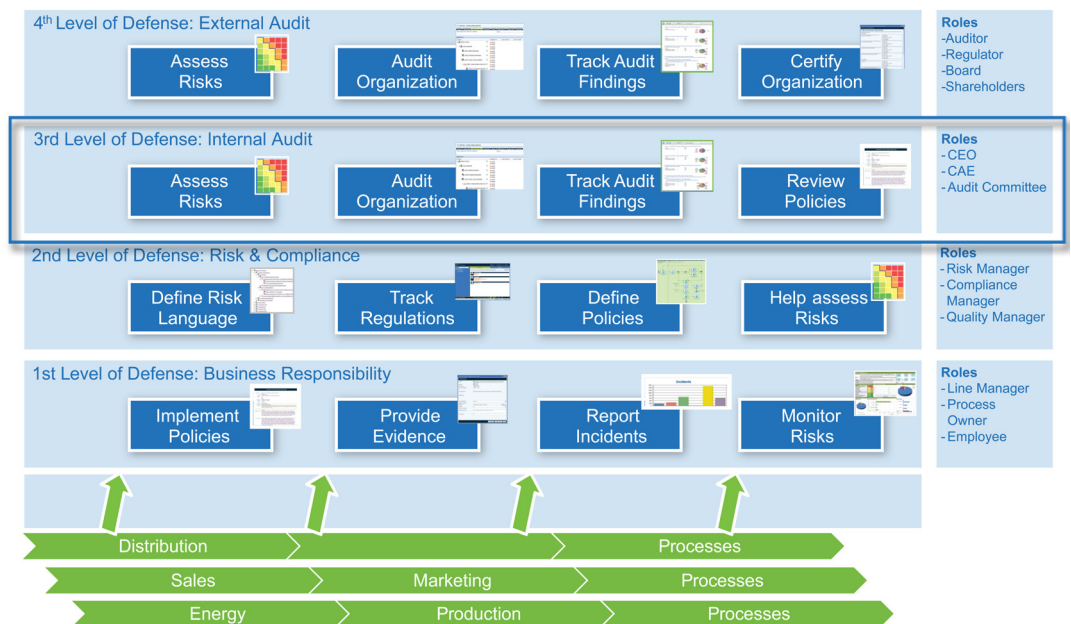 4th Level of Defense: External Audit
Assess
Risks
Audit
Organization
Track Audit
Findings
Certify
Organization
Roles
-Auditor
-Regulator
-Board
-Shareholders
3rd Level of Defense: Internal Audit
Assess
Risks
Audit
Organization
Track Audit
Findings
Review
Policies
Roles
- CEO
- CAE
- Audit Committee
2nd Level of Defense: Risk & Compliance
Define Risk
Language
Track
Regulations
Define
Policies
Help assess
Risks
Roles
- Risk Manager
- Compliance
Manager
- Quality Manager
1st Level of Defense: Business Responsibility
Implement
Policies
Provide
Evidence
Incidents
Report
Incidents
Monitor
Risks
Roles
- Line Manager
- Process
Owner
- Employee
Distribution
Processes
Sales
Marketing
Processes
Energy
Production
Processes